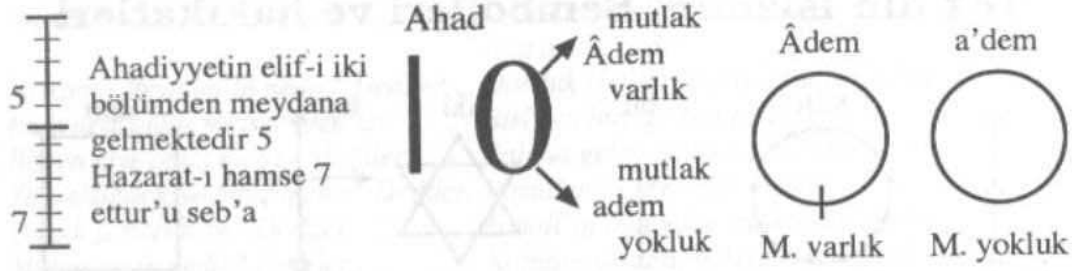 5
7
Ahadiyyetin elif-i iki
bölümden meydana
gelmektedir 5
Hazarat-ı hamse 7
ettur'u seb'a
Ahad
10
mutlak
Âdem
varlık
mutlak
adem
yokluk
Âdem
M. varlık
a'dem
M. yokluk